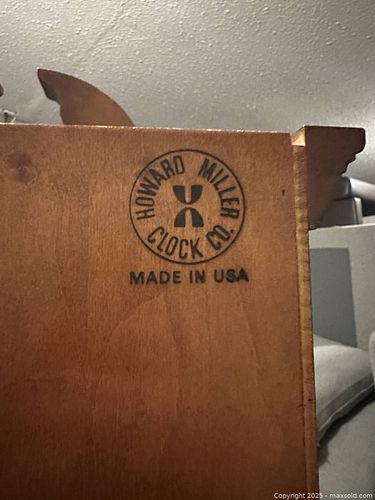 HOWARD MILLER
CLOCK CO.
MADE IN USA
Copyright 2025 - maxsold.com